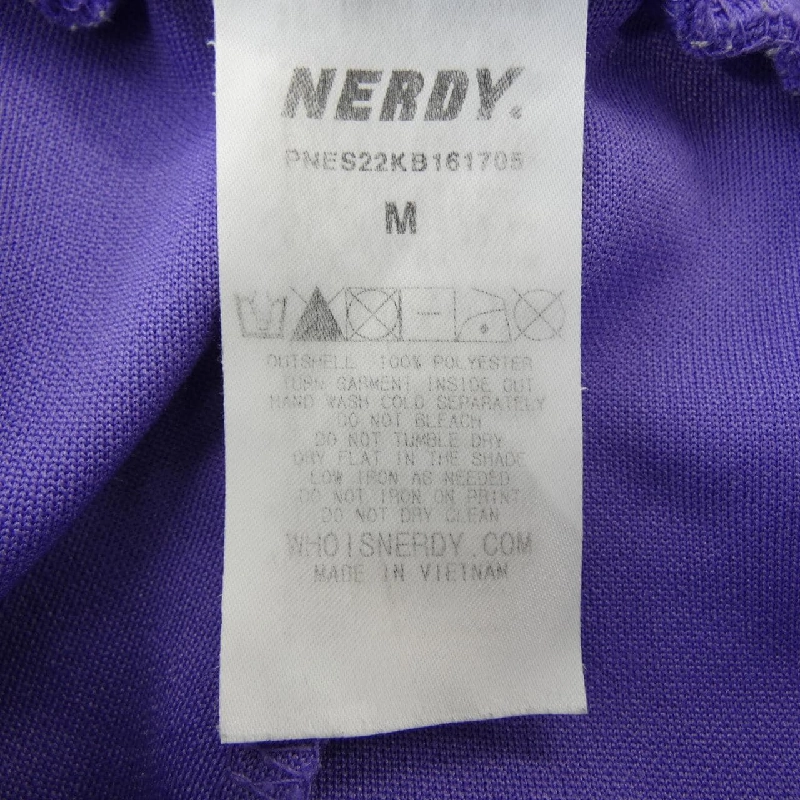 NERDY.
PNES22KB161705
M
OUTSHELL 100% POLYESTER
TURN GARMENT INSIDE OUT
HAND WASH COLD SEPARATELY
DO NOT BLEACH
DO NOT TUMBLE DRY
DRY FLAT IN THE SHADE
LOW IRON AS NEEDED
DO NOT IRON ON PRINT
DO NOT DRY CLEAN
WHOISNERDY.COM
MADE IN VIETNAM